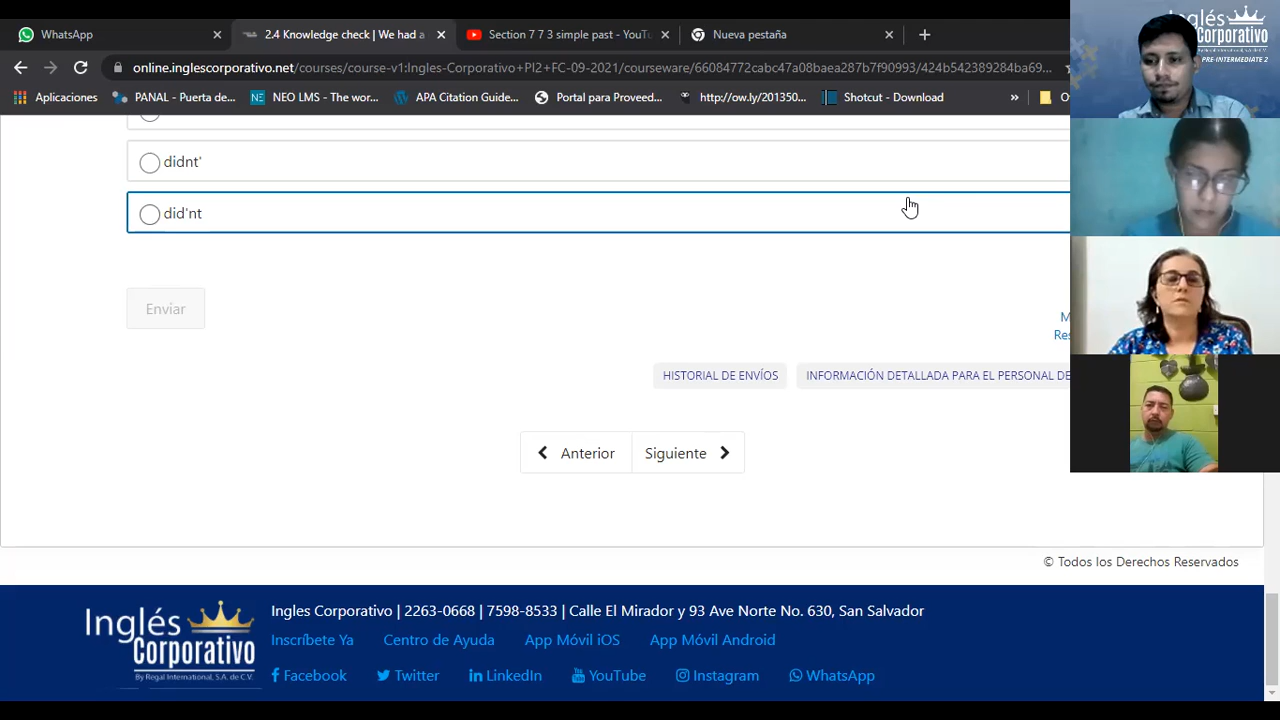 WhatsApp
2.4 Knowledge check | We had a
Section 7 7 3 simple past - YouTu
Nueva pestaña
online.inglescorporativo.net/courses/course-v1:Ingles-Corporativo+PI2+FC-09-2021/courseware/66084772cabc47a08baea287b7f90993/424b542389284ba69...
Aplicaciones
PANAL - Puerta de...
NEO LMS - The wor...
APA Citation Guide...
Portal para Proveed...
http://ow.ly/201350...
Shotcut - Download
»
Inglés
Corporativo
By Regal International, S.A. de C.V.
PRE-INTERMEDIATE 2
didnt'
did'nt
Enviar
HISTORIAL DE ENVÍOS
INFORMACIÓN DETALLADA PARA EL PERSONAL DE
Anterior
Siguiente
© Todos los Derechos Reservados
Inglés
Corporativo
By Regal International, S.A. de C.V.
Ingles Corporativo | 2263-0668 | 7598-8533 | Calle El Mirador y 93 Ave Norte No. 630, San Salvador
Inscríbete Ya
Centro de Ayuda
App Móvil iOS
App Móvil Android
Facebook
Twitter
LinkedIn
YouTube
Instagram
WhatsApp